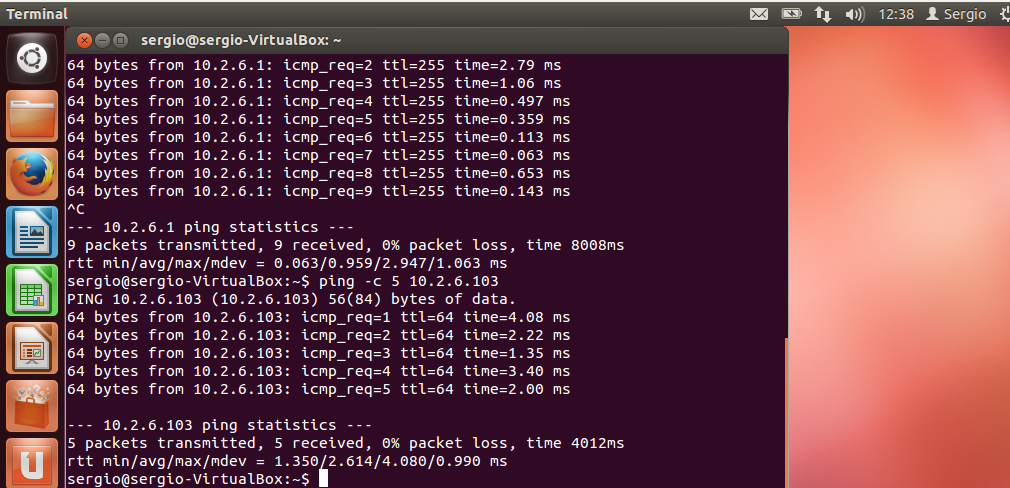 Terminal
12:38 Sergio
sergio@sergio-VirtualBox: ~
64 bytes from 10.2.6.1: icmp_req=2 ttl=255 time=2.79 ms
64 bytes from 10.2.6.1: icmp_req=3 ttl=255 time=1.06 ms
64 bytes from 10.2.6.1: icmp_req=4 ttl=255 time=0.497 ms
64 bytes from 10.2.6.1: icmp_req=5 ttl=255 time=0.359 ms
64 bytes from 10.2.6.1: icmp_req=6 ttl=255 time=0.113 ms
64 bytes from 10.2.6.1: icmp_req=7 ttl=255 time=0.063 ms
64 bytes from 10.2.6.1: icmp_req=8 ttl=255 time=0.653 ms
64 bytes from 10.2.6.1: icmp_req=9 ttl=255 time=0.143 ms
^C
--- 10.2.6.1 ping statistics ---
9 packets transmitted, 9 received, 0% packet loss, time 8008ms
rtt min/avg/max/mdev = 0.063/0.959/2.947/1.063 ms
sergio@sergio-VirtualBox:~$ ping -c 5 10.2.6.103
PING 10.2.6.103 (10.2.6.103) 56(84) bytes of data.
64 bytes from 10.2.6.103: icmp_req=1 ttl=64 time=4.08 ms
64 bytes from 10.2.6.103: icmp_req=2 ttl=64 time=2.22 ms
64 bytes from 10.2.6.103: icmp_req=3 ttl=64 time=1.35 ms
64 bytes from 10.2.6.103: icmp_req=4 ttl=64 time=3.40 ms
64 bytes from 10.2.6.103: icmp_req=5 ttl=64 time=2.00 ms
--- 10.2.6.103 ping statistics ---
5 packets transmitted, 5 received, 0% packet loss, time 4012ms
rtt min/avg/max/mdev = 1.350/2.614/4.080/0.990 ms
sergio@sergio-VirtualBox:~$